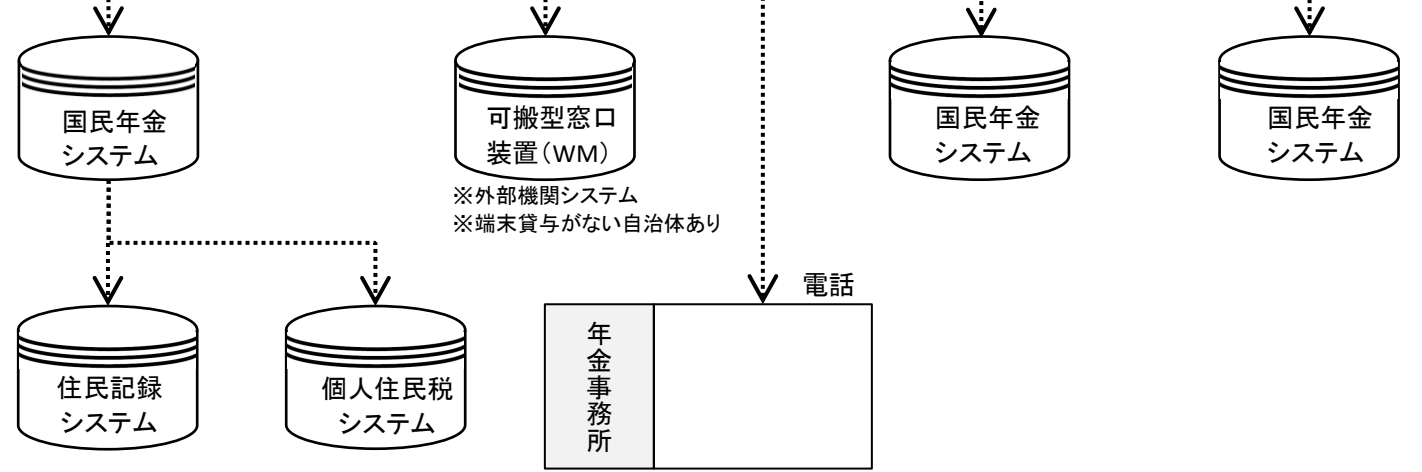 国民年金
システム
可搬型窓口
装置（WM）
※外部機関システム
※端末貸与がない自治体あり
国民年金
システム
国民年金
システム
住民記録
システム
個人住民税
システム
電話
年金事務所